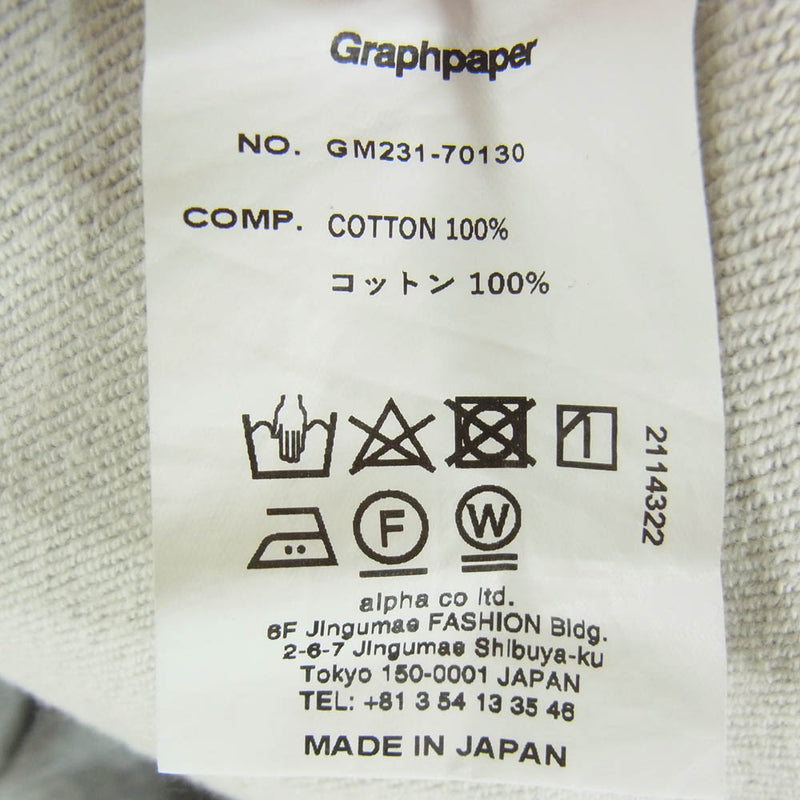 Graphpaper
NO. GM231-70130
COMP. COTTON 100%
コットン 100%
2114322
F
W
alpha co ltd.
6F Jingumae FASHION Bldg.
2-6-7 Jingumae Shibuya-ku
Tokyo 150-0001 JAPAN
TEL: +81 3 54 13 35 46
MADE IN JAPAN